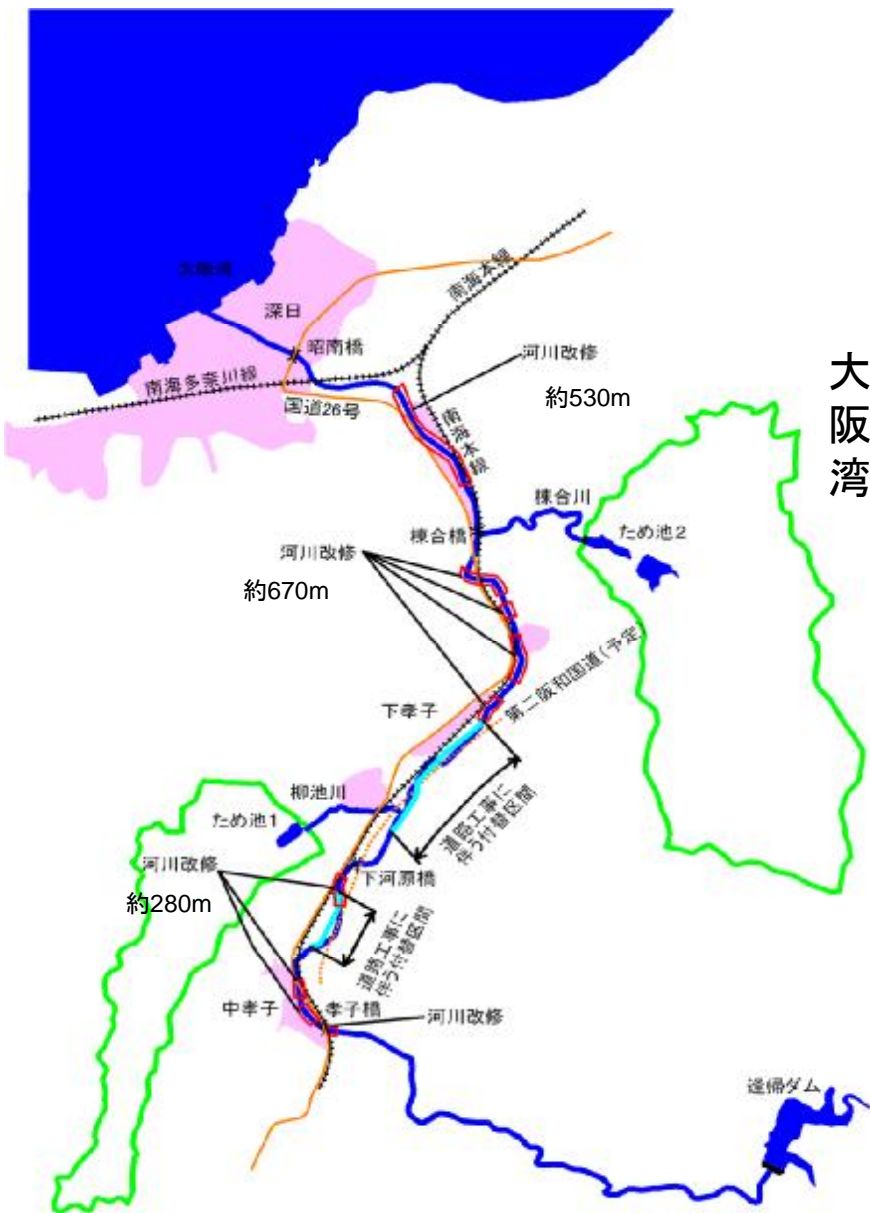 大阪湾
南海本線
深日
昭南橋
河川改修
南海多奈川線
国道26号
約530m
南海本線
大阪湾
棟合川
棟合橋
ため池2
河川改修
約670m
第二阪和国道(予定)
下孝子
道路工事に
伴う付替区間
柳池川
ため池1
河川改修
下河原橋
約280m
道路工事に
伴う付替区間
中孝子
孝子橋
河川改修
逢帰ダム